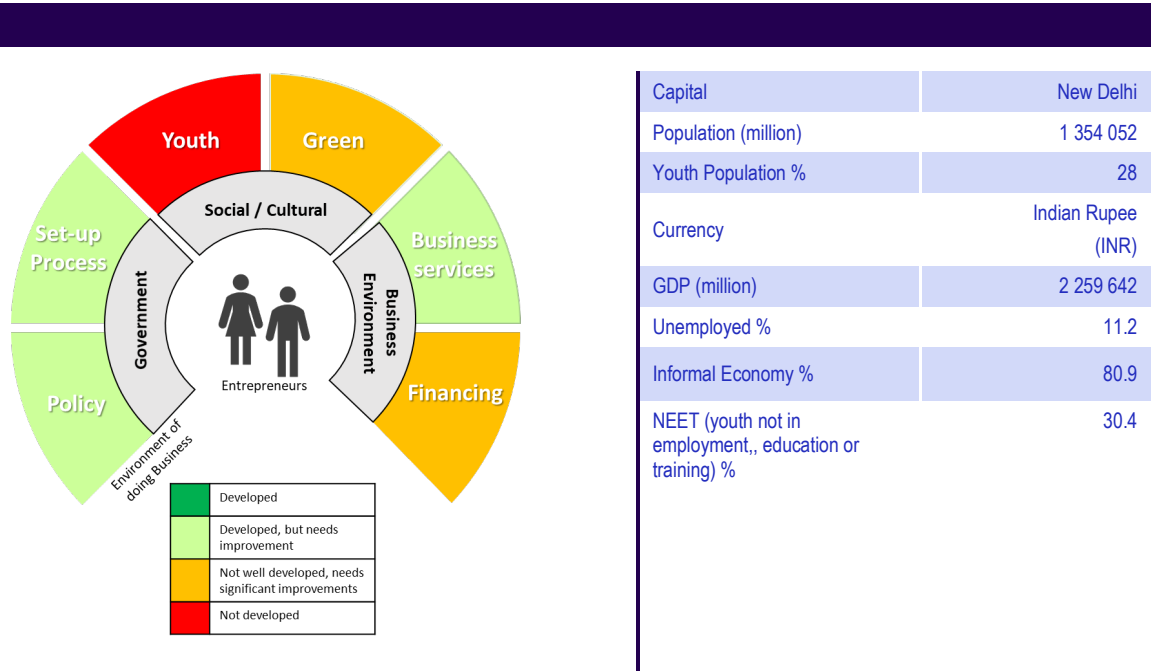 Youth
Green
Set-up
Process
Social / Cultural
Business
services
Government
Business
Environment
Entrepreneurs
Policy
Financing
Environment of
doing Business
Developed
Developed, but needs
improvement
Not well developed, needs
significant improvements
Not developed
Capital New Delhi
Population (million) 1 354 052
Youth Population % 28
Currency Indian Rupee
(INR)
GDP (million) 2 259 642
Unemployed % 11.2
Informal Economy % 80.9
NEET (youth not in 30.4
employment,, education or
training) %